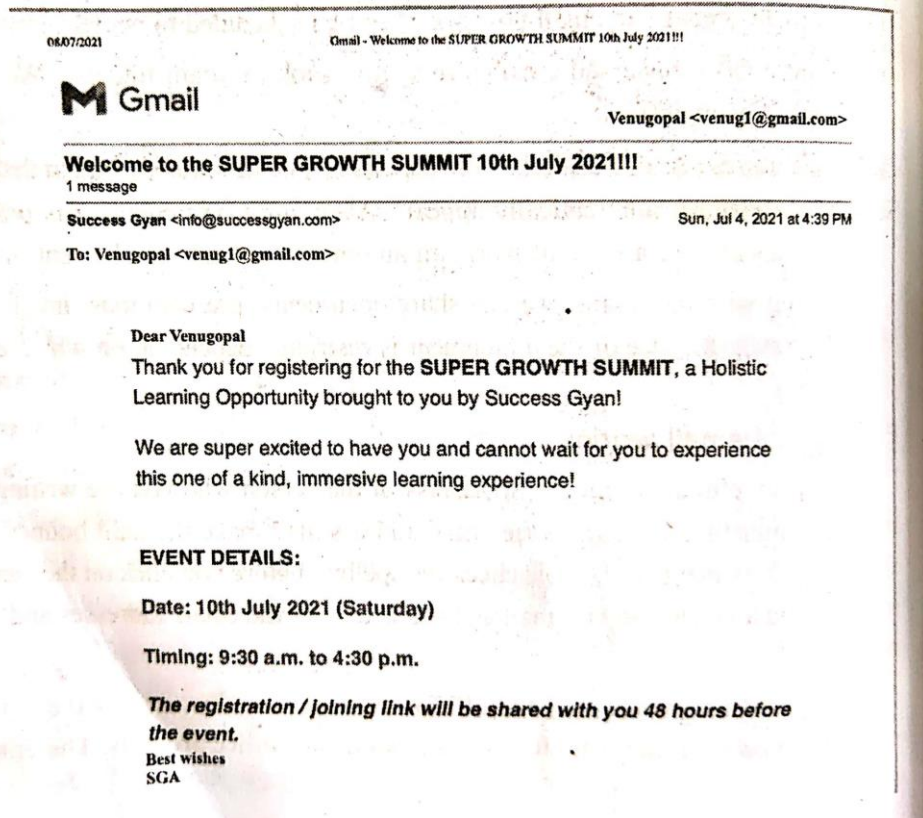 08/07/2021 Gmail - Welcome to the SUPER GROWTH SUMMIT 10th July 2021!!!
M Gmail
Venugopal <venug1@gmail.com>
Welcome to the SUPER GROWTH SUMMIT 10th July 2021!!!
1 message
Success Gyan <info@successgyan.com> Sun, Jul 4, 2021 at 4:39 PM
To: Venugopal <venug1@gmail.com>
Dear Venugopal
Thank you for registering for the SUPER GROWTH SUMMIT, a Holistic
Learning Opportunity brought to you by Success Gyan!
We are super excited to have you and cannot wait for you to experience
this one of a kind, immersive learning experience!
EVENT DETAILS:
Date: 10th July 2021 (Saturday)
Timing: 9:30 a.m. to 4:30 p.m.
The registration / joining link will be shared with you 48 hours before
the event.
Best wishes
SGA